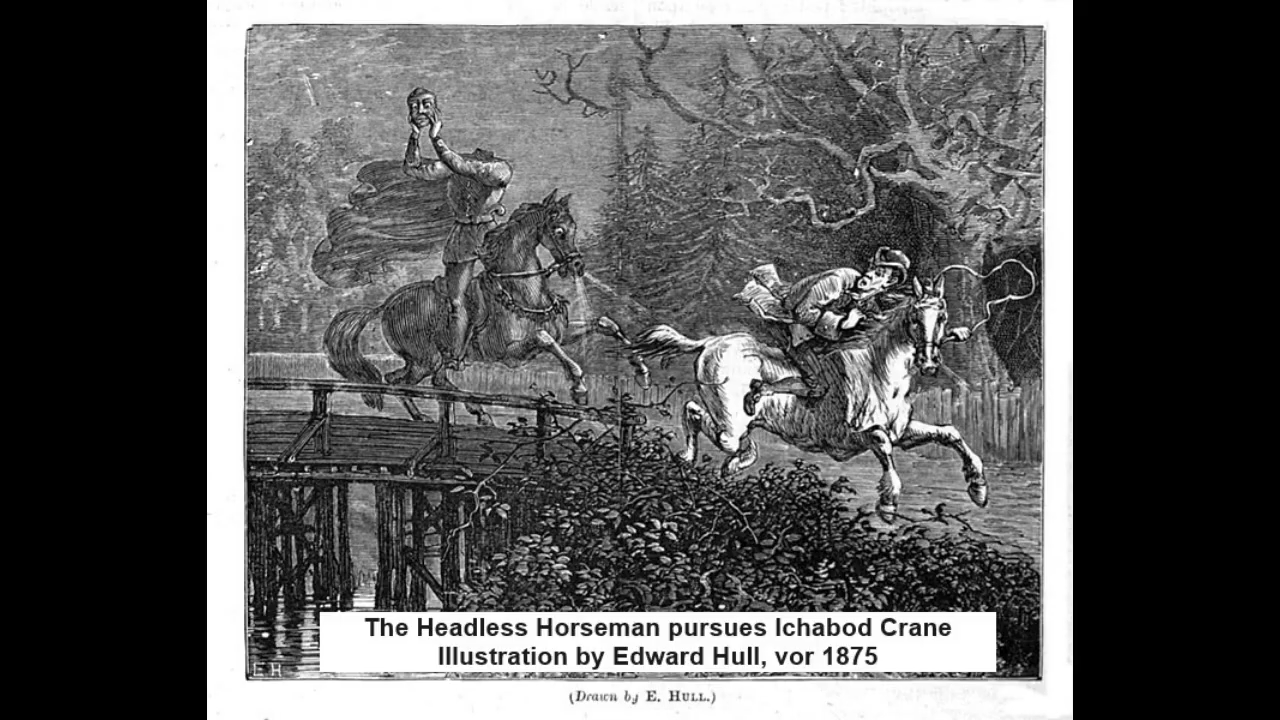 The Headless Horseman pursues Ichabod Crane
Illustration by Edward Hull, vor 1875
E H
(Drawn by E. HULL.)